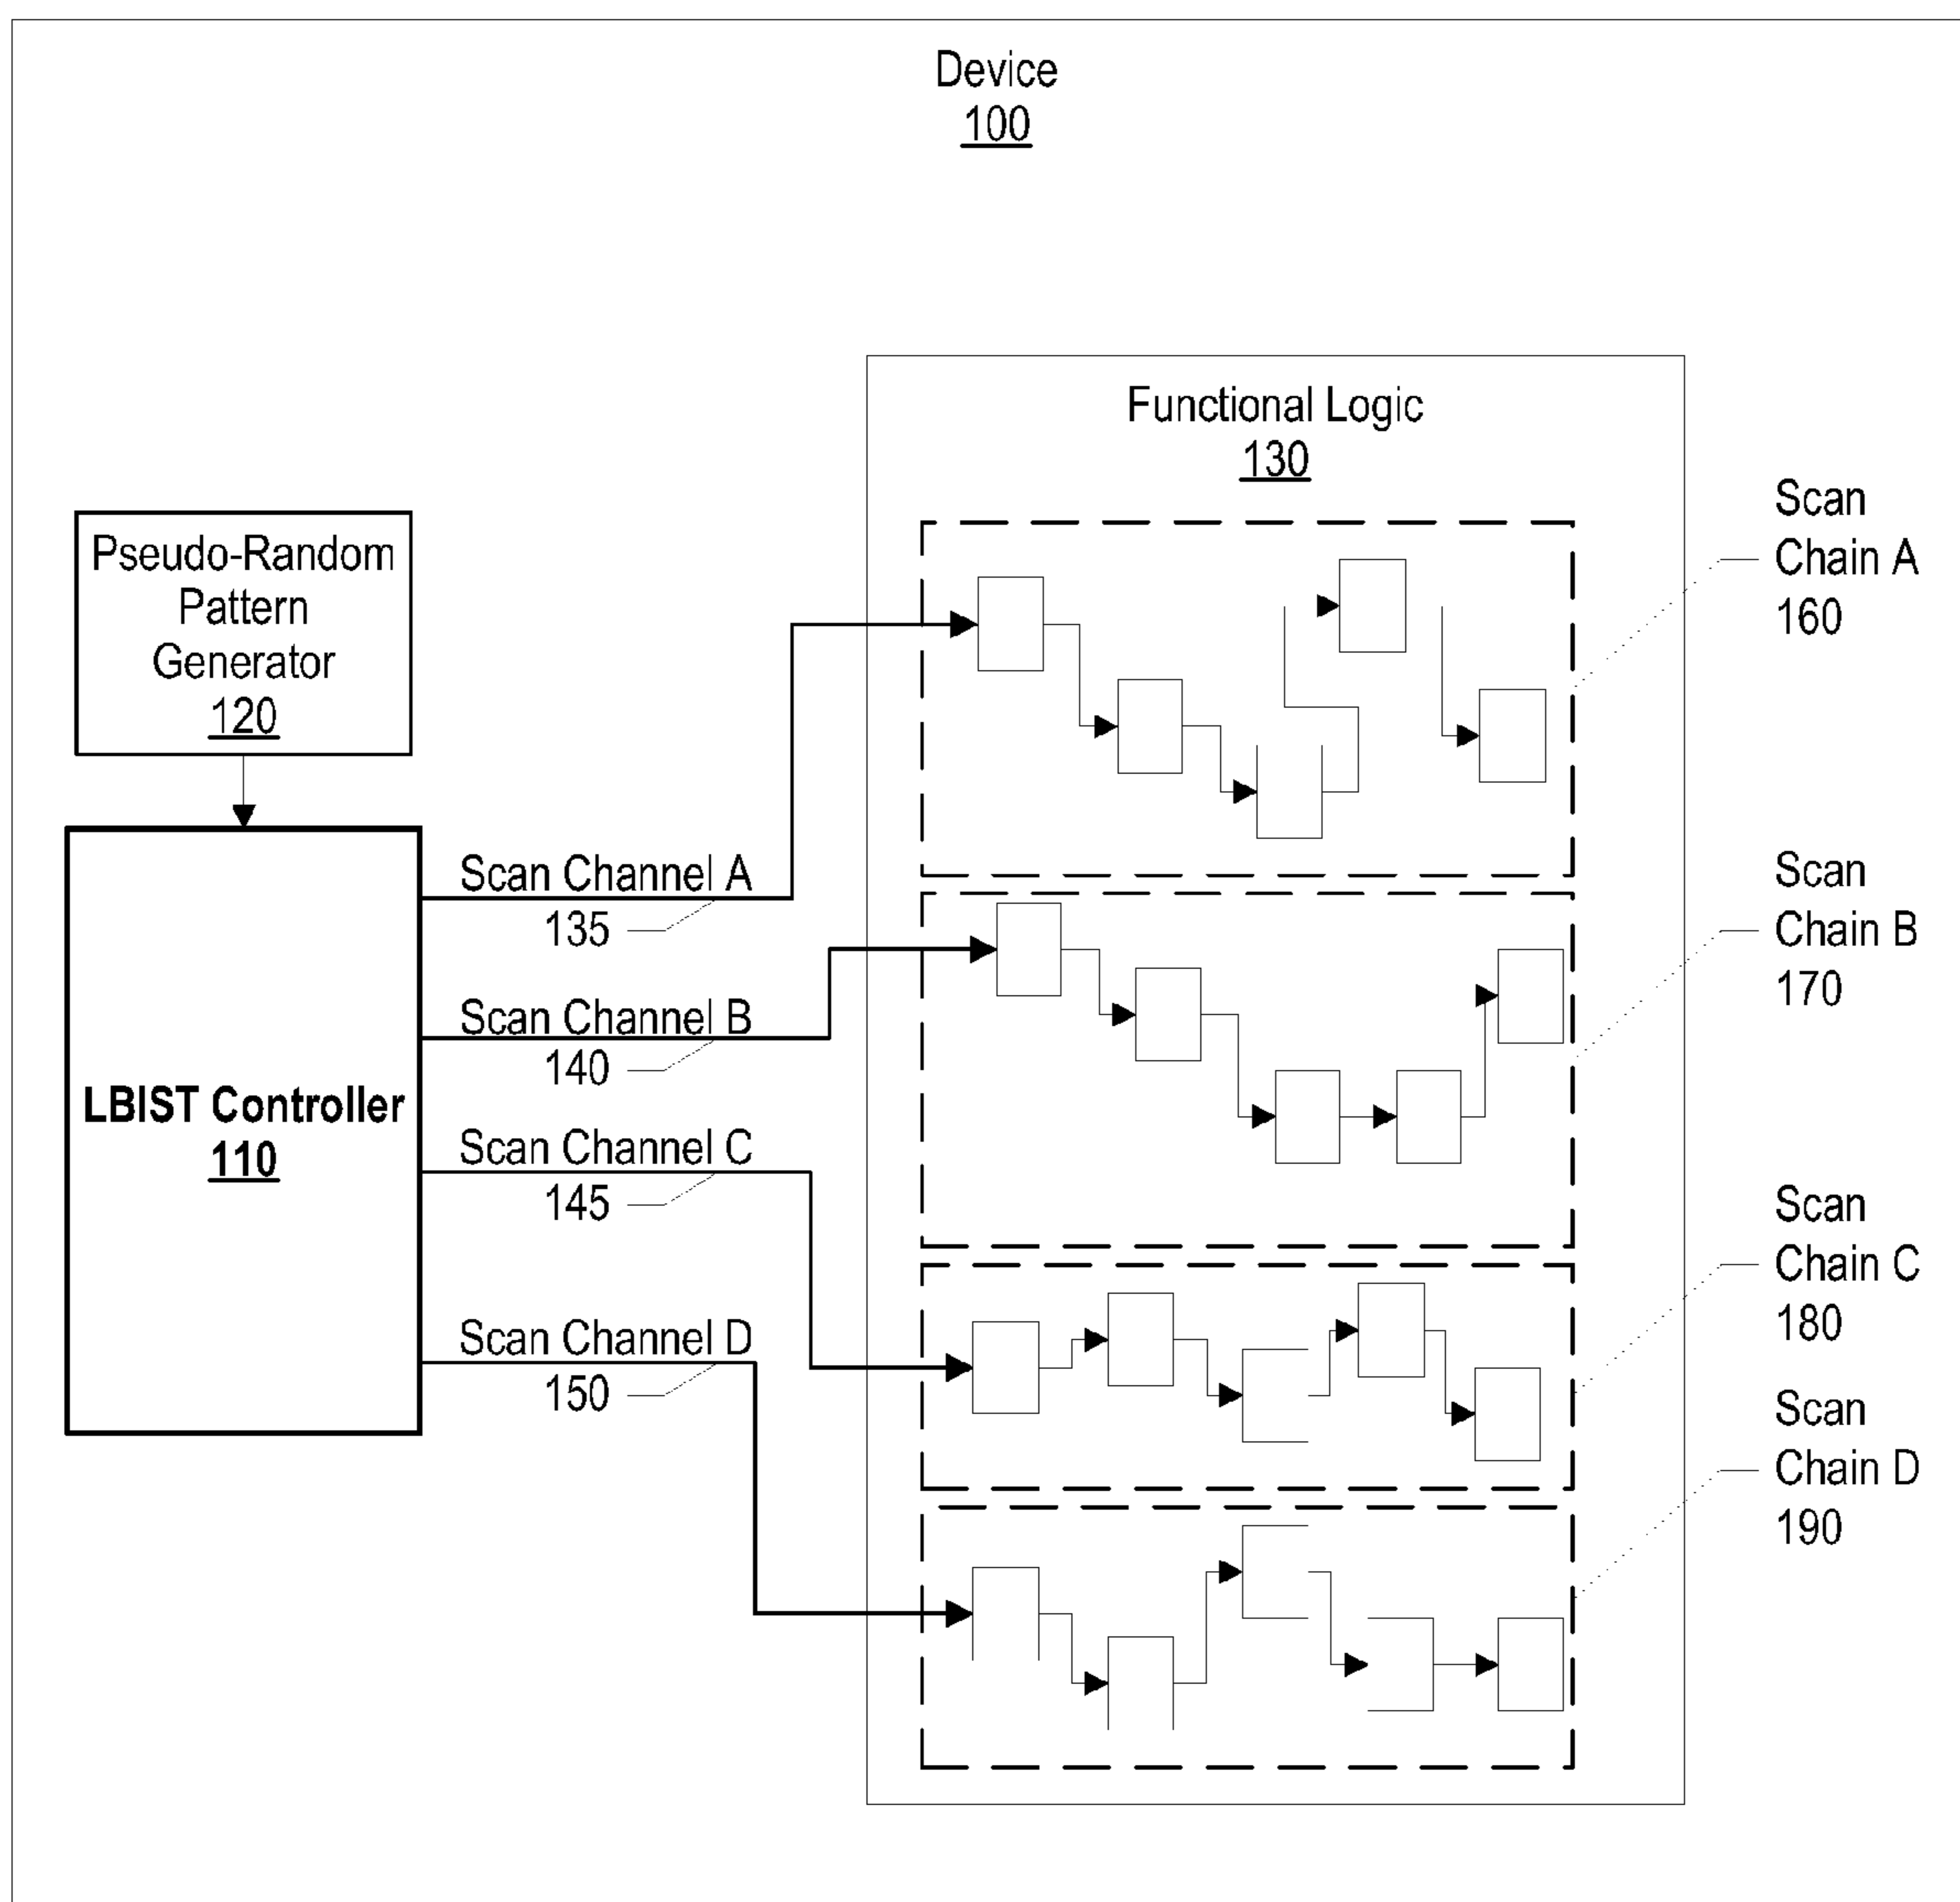 Device
100
Functional Logic
130
Pseudo-Random
Pattern
Generator
120
LBIST Controller
110
Scan Channel A
135
Scan Channel B
140
Scan Channel C
145
Scan Channel D
150
Scan
Chain A
160
Scan
Chain B
170
Scan
Chain C
180
Scan
Chain D
190